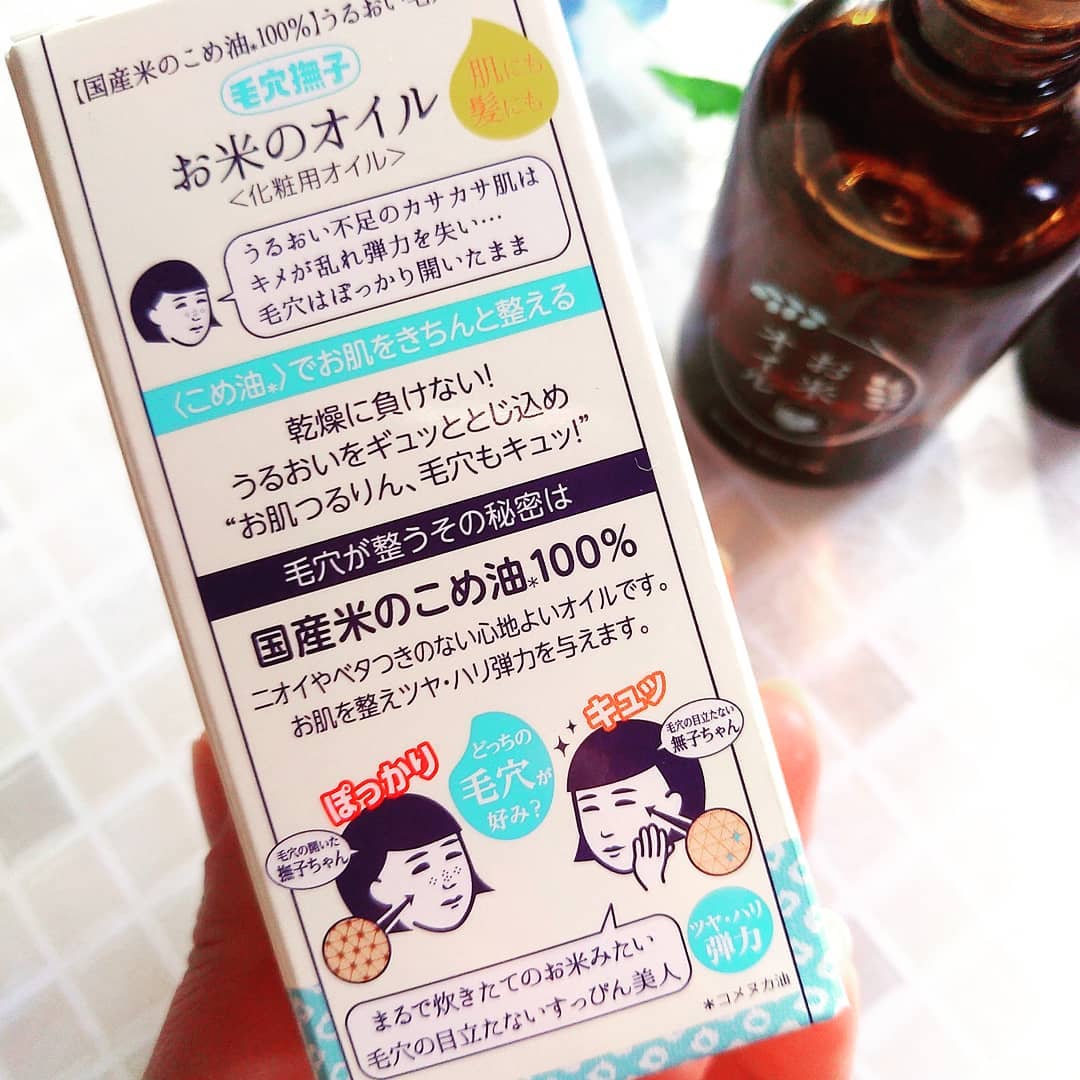 【国産米のこめ油*100%】うるおい毛
毛穴撫子
お米のオイル
<化粧用オイル>
肌にも
髪にも
うるおい不足のカサカサ肌は
キメが乱れ弾力を失い…
毛穴はぽっかり開いたまま
〈こめ油*〉でお肌をきちんと整える
乾燥に負けない!
うるおいをギュッととじ込め
“お肌つるりん、毛穴もキュッ!”
毛穴が整うその秘密は
国産米のこめ油*100%
ニオイやベタつきのない心地よいオイルです。
お肌を整えツヤ・ハリ弾力を与えます。
ぽっかり
毛穴の開いた
撫子ちゃん
どっちの
毛穴が
好み?
キュッ
毛穴の目立たない
無子ちゃん
ツヤ・ハリ
弾力
まるで炊きたてのお米みたい
毛穴の目立たないすっぴん美人
*コメヌカ油
お米
オイル